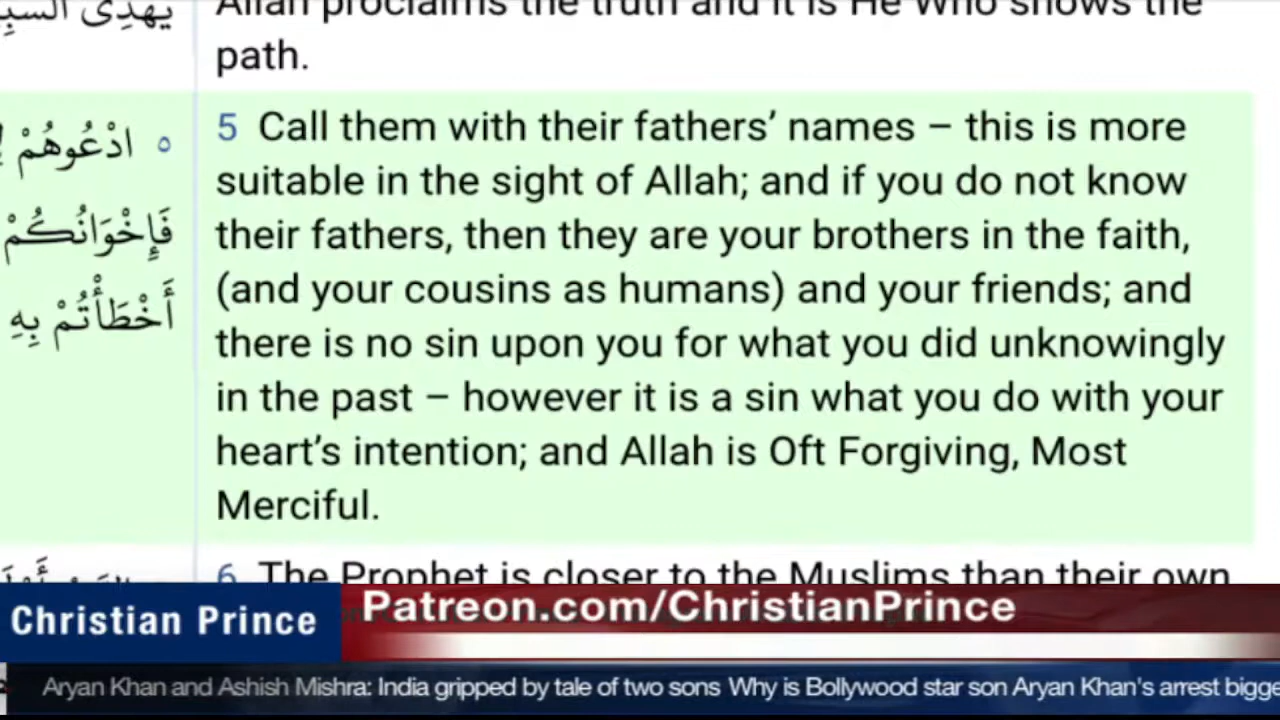 يهدي السبي
Allah proclaims the truth and it is He Who shows the
path.
٥ ادْعُوهُمْ
فَإِخْوَانُكُمْ
أَخْطَأْتُمْ بِهِ
5 Call them with their fathers’ names – this is more
suitable in the sight of Allah; and if you do not know
their fathers, then they are your brothers in the faith,
(and your cousins as humans) and your friends; and
there is no sin upon you for what you did unknowingly
in the past – however it is a sin what you do with your
heart’s intention; and Allah is Oft Forgiving, Most
Merciful.
6 The Prophet is closer to the Muslims than their own
Christian Prince
Patreon.com/ChristianPrince
Aryan Khan and Ashish Mishra: India gripped by tale of two sons Why is Bollywood star son Aryan Khan's arrest bigge